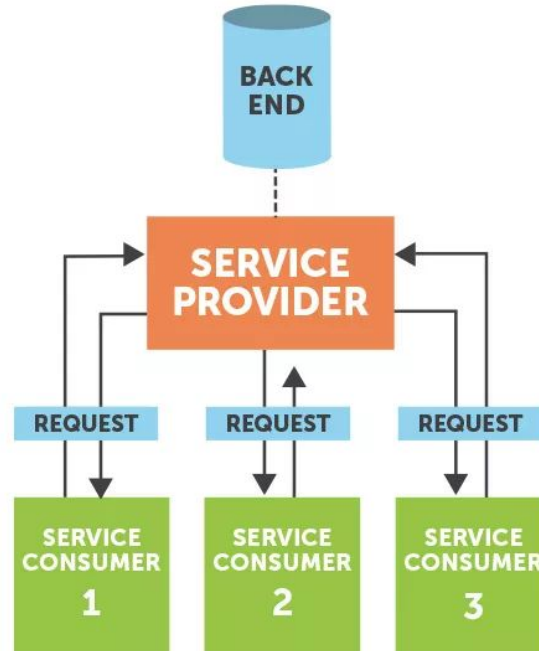 BACK
END
SERVICE
PROVIDER
REQUEST
REQUEST
REQUEST
SERVICE
CONSUMER
1
SERVICE
CONSUMER
2
SERVICE
CONSUMER
3